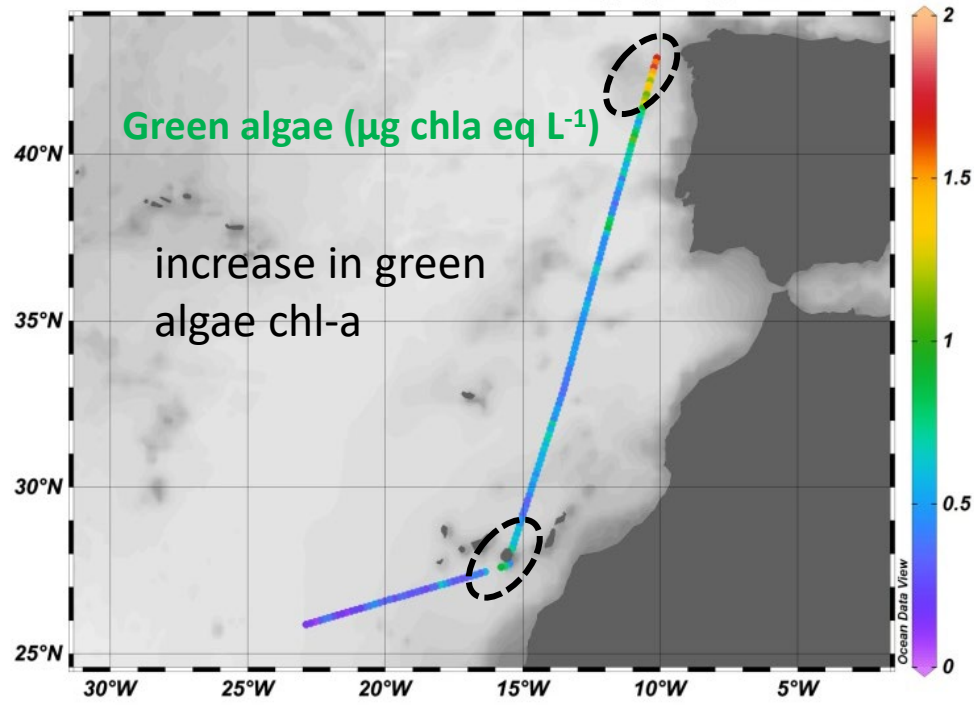 Green algae (µg chla eq L-1)
increase in green
algae chl-a
40°N
35°N
30°N
25°N
30°W
25°W
20°W
15°W
10°W
5°W
2
1.5
1
0.5
0
Ocean Data View